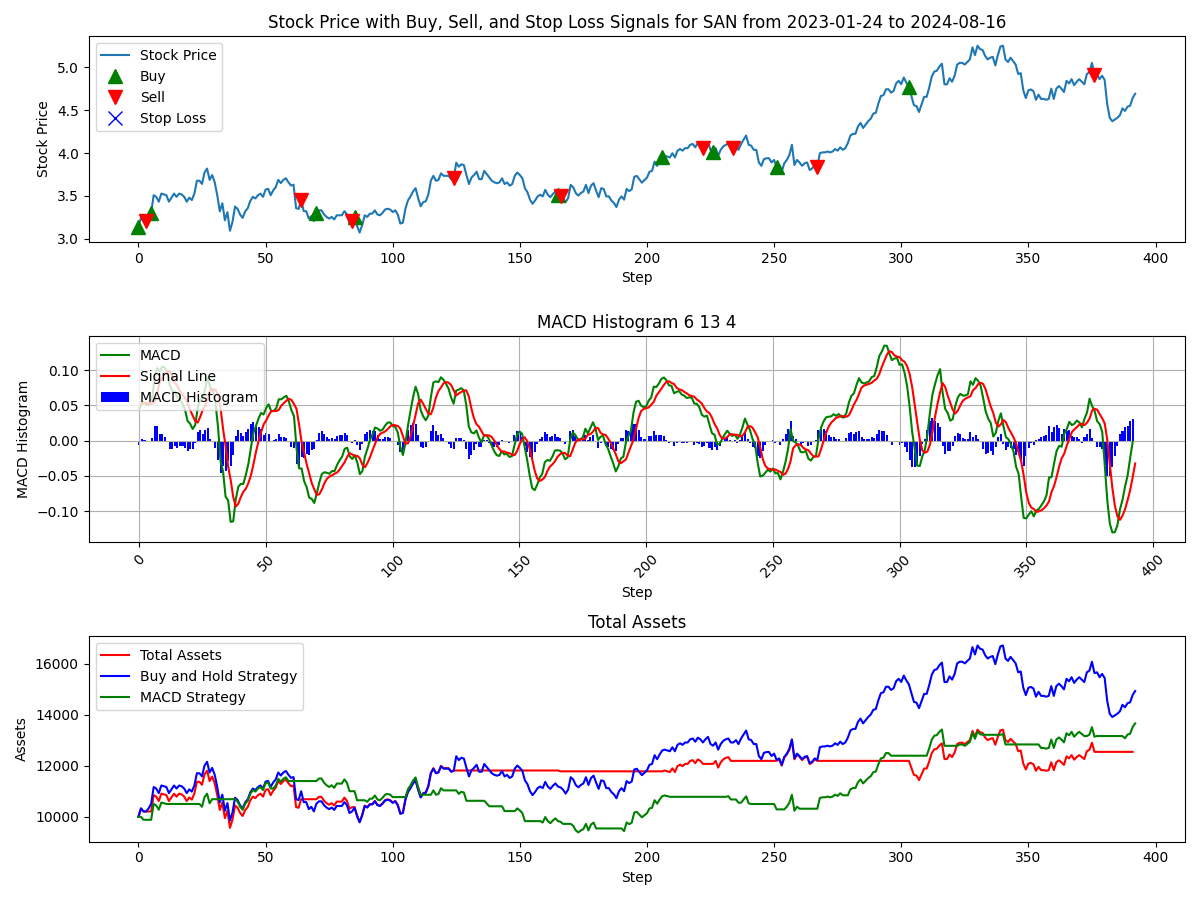 Stock Price with Buy, Sell, and Stop Loss Signals for SAN from 2023-01-24 to 2024-08-16
Stock Price
Buy
Sell
Stop Loss
Stock Price
5.0
4.5
4.0
3.5
3.0
0 50 100 150 200 250 300 350 400
Step
MACD Histogram 6 13 4
MACD
Signal Line
MACD Histogram
MACD Histogram
0.10
0.05
0.00
−0.05
−0.10
0 50 100 150 200 250 300 350 400
Step
Total Assets
Total Assets
Buy and Hold Strategy
MACD Strategy
Assets
16000
14000
12000
10000
0 50 100 150 200 250 300 350 400
Step